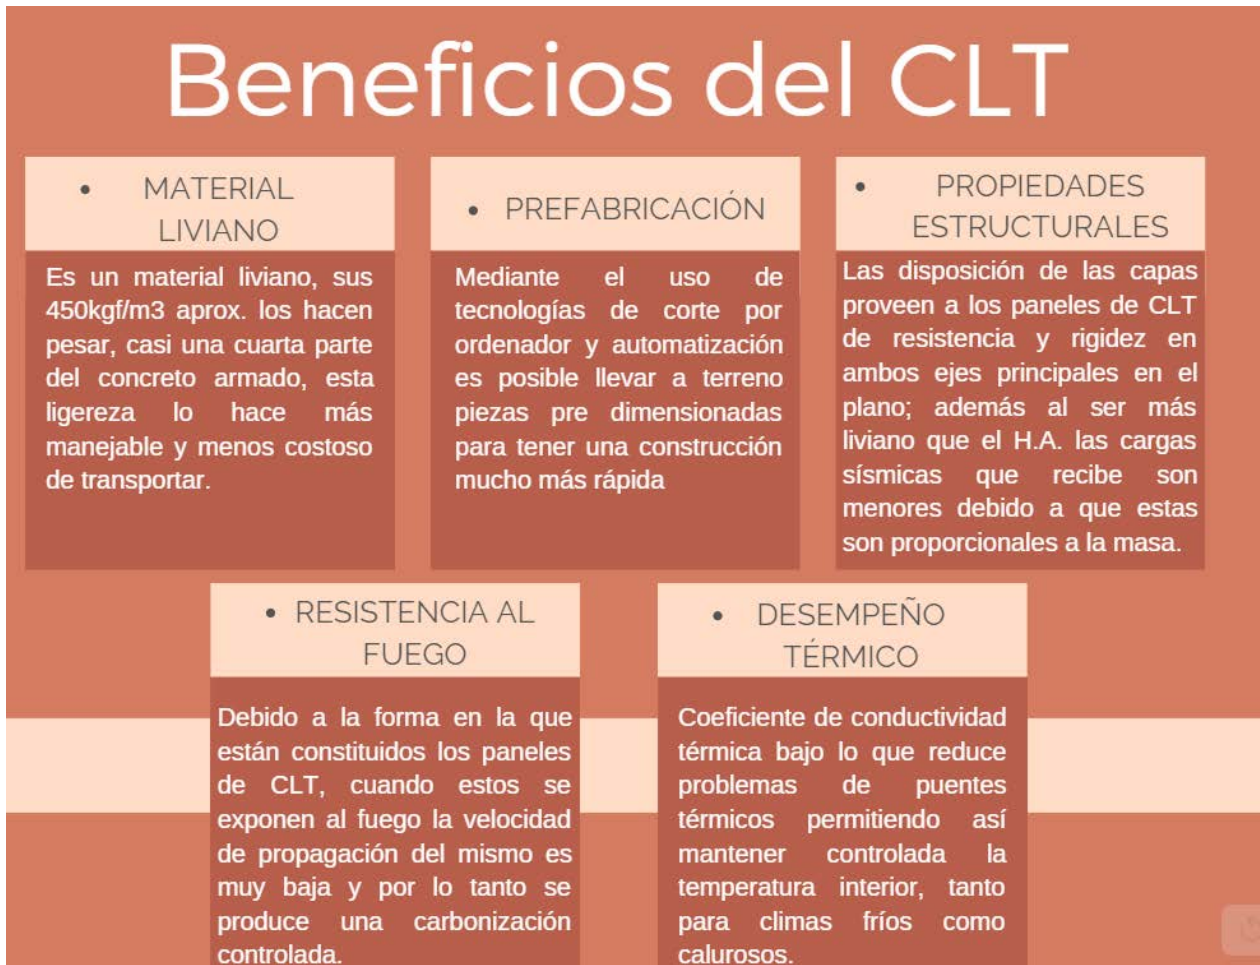 Beneficios del CLT
• MATERIAL
LIVIANO
Es un material liviano, sus
450kgf/m3 aprox. los hacen
pesar, casi una cuarta parte
del concreto armado, esta
ligereza lo hace más
manejable y menos costoso
de transportar.
• PREFABRICACIÓN
Mediante el uso de
tecnologías de corte por
ordenador y automatización
es posible llevar a terreno
piezas pre dimensionadas
para tener una construcción
mucho más rápida
• PROPIEDADES
ESTRUCTURALES
Las disposición de las capas
proveen a los paneles de CLT
de resistencia y rigidez en
ambos ejes principales en el
plano; además al ser más
liviano que el H.A. las cargas
sísmicas que recibe son
menores debido a que estas
son proporcionales a la masa.
• RESISTENCIA AL
FUEGO
Debido a la forma en la que
están constituidos los paneles
de CLT, cuando estos se
exponen al fuego la velocidad
de propagación del mismo es
muy baja y por lo tanto se
produce una carbonización
controlada.
• DESEMPEÑO
TÉRMICO
Coeficiente de conductividad
térmica bajo lo que reduce
problemas de puentes
térmicos permitiendo así
mantener controlada la
temperatura interior, tanto
para climas fríos como
calurosos.